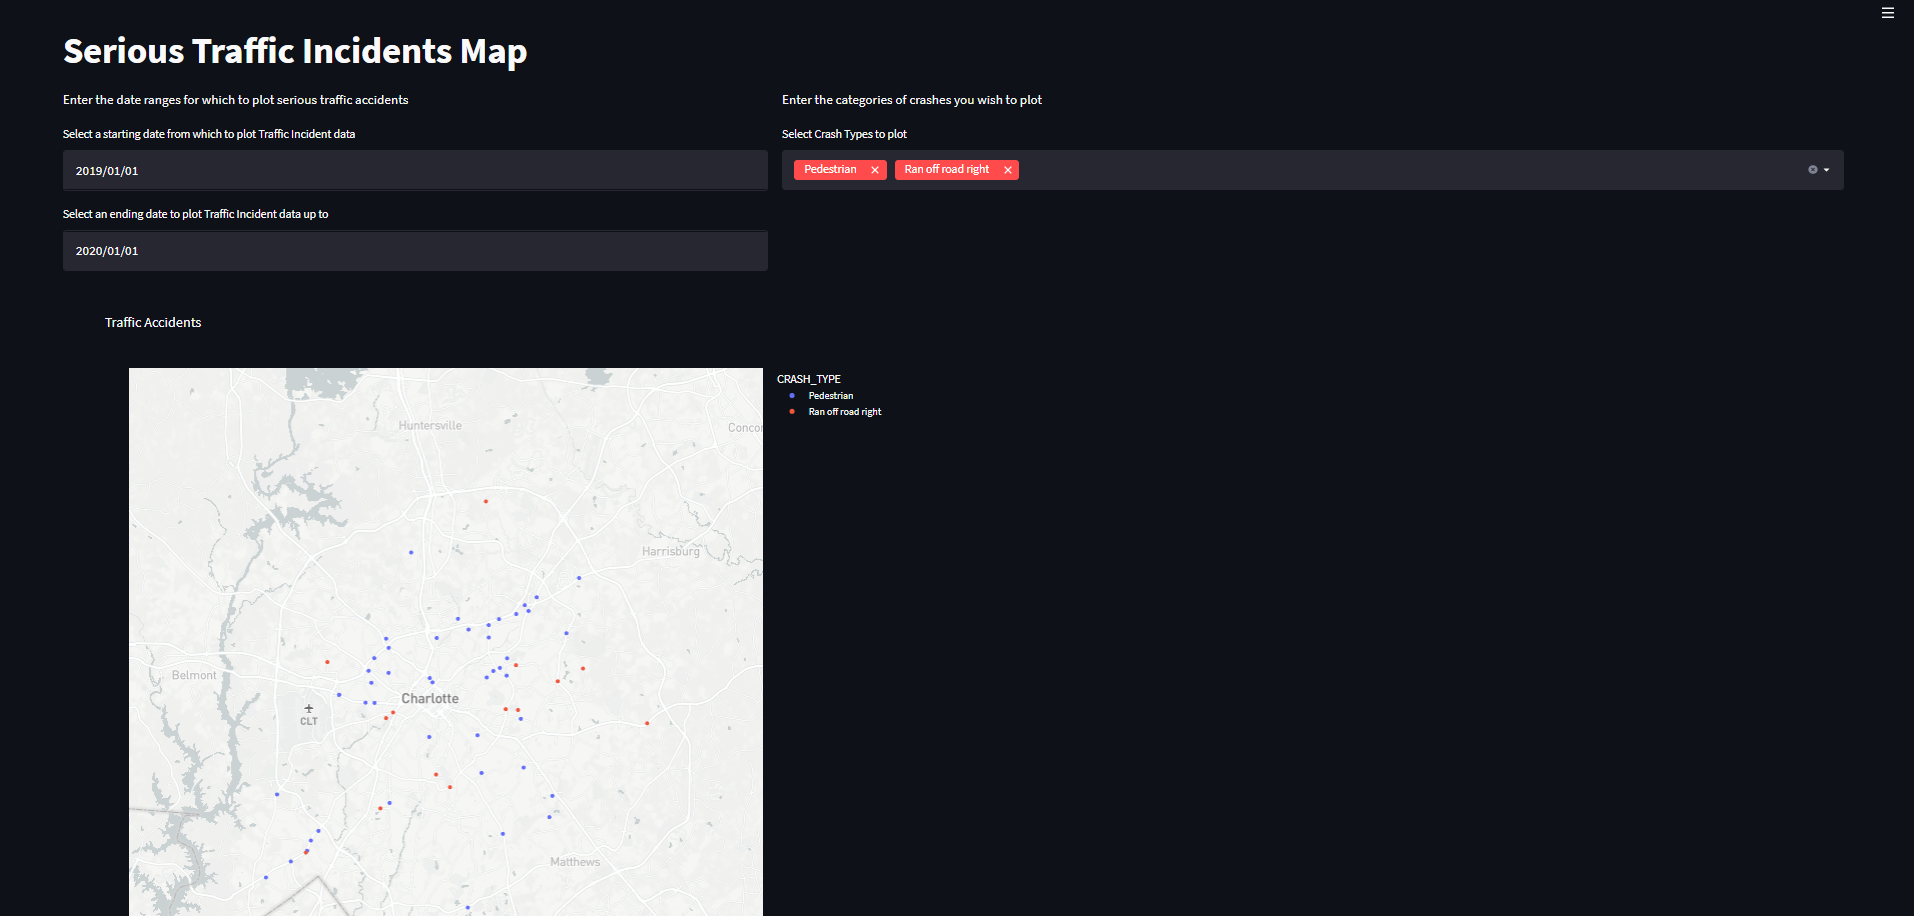 Serious Traffic Incidents Map
Enter the date ranges for which to plot serious traffic accidents
Select a starting date from which to plot Traffic Incident data
2019/01/01
Select an ending date to plot Traffic Incident data up to
2020/01/01
Enter the categories of crashes you wish to plot
Select Crash Types to plot
Pedestrian
Ran off road right
Traffic Accidents
Huntersville
Concor
Harrisburg
Belmont
Charlotte
CLT
Matthews
CRASH_TYPE
Pedestrian
Ran off road right